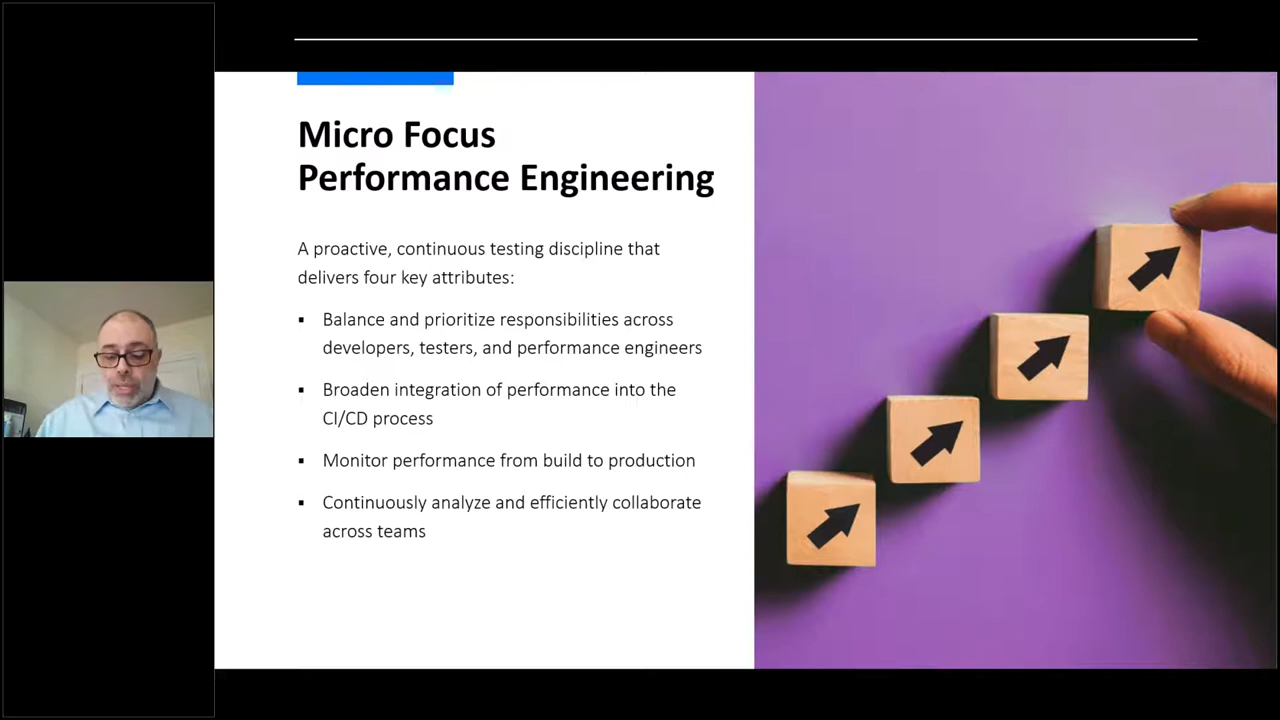 Micro Focus
Performance Engineering
A proactive, continuous testing discipline that
delivers four key attributes:
▪ Balance and prioritize responsibilities across
developers, testers, and performance engineers
▪ Broaden integration of performance into the
CI/CD process
▪ Monitor performance from build to production
▪ Continuously analyze and efficiently collaborate
across teams